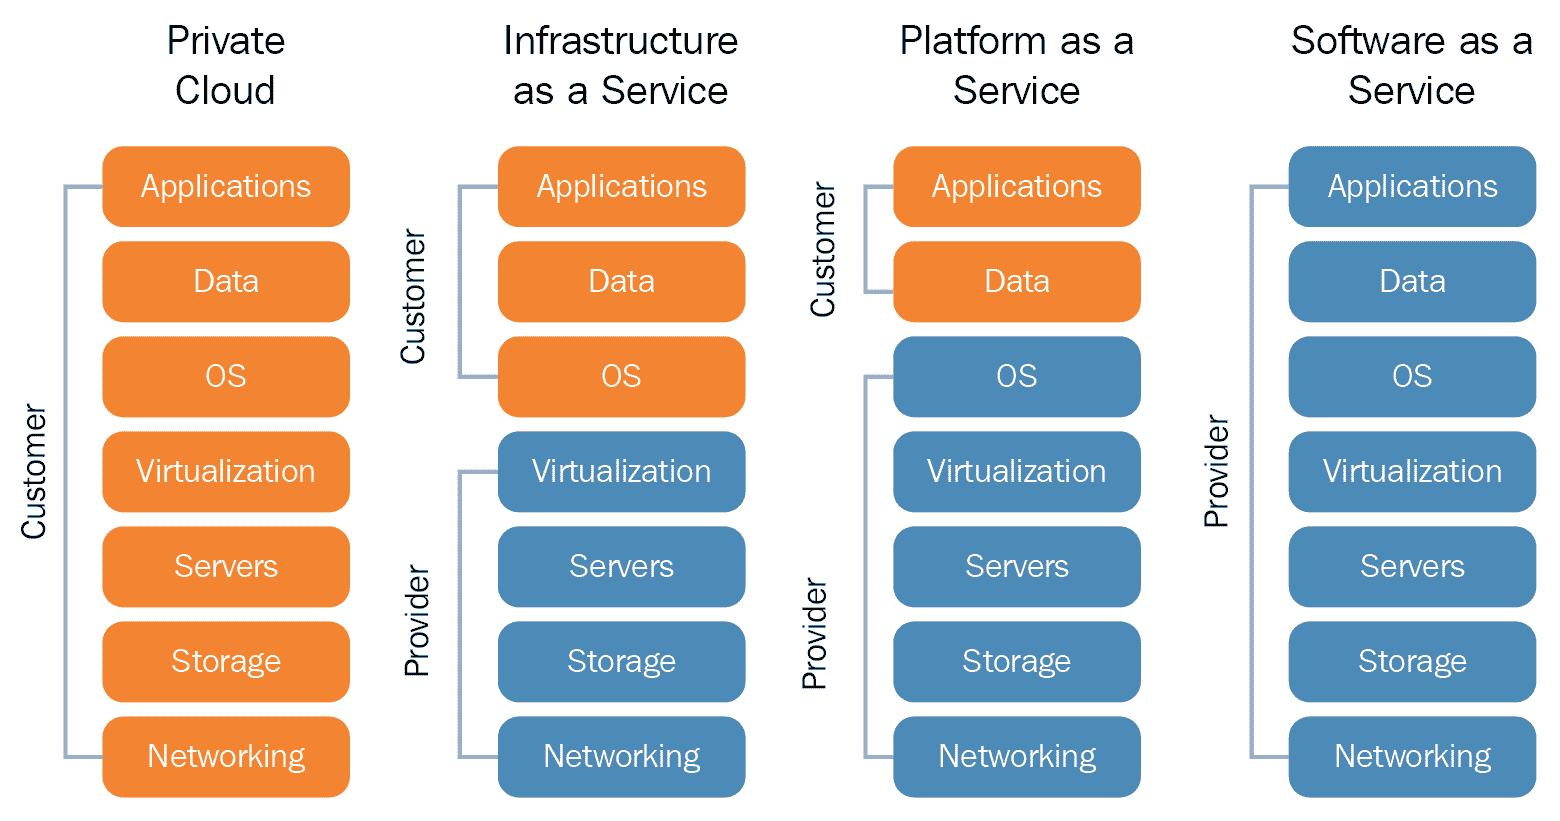 Private
Cloud
Customer
Applications
Data
OS
Virtualization
Servers
Storage
Networking
Infrastructure
as a Service
Customer
Provider
Applications
Data
OS
Virtualization
Servers
Storage
Networking
Platform as a
Service
Customer
Provider
Applications
Data
OS
Virtualization
Servers
Storage
Networking
Software as a
Service
Provider
Applications
Data
OS
Virtualization
Servers
Storage
Networking